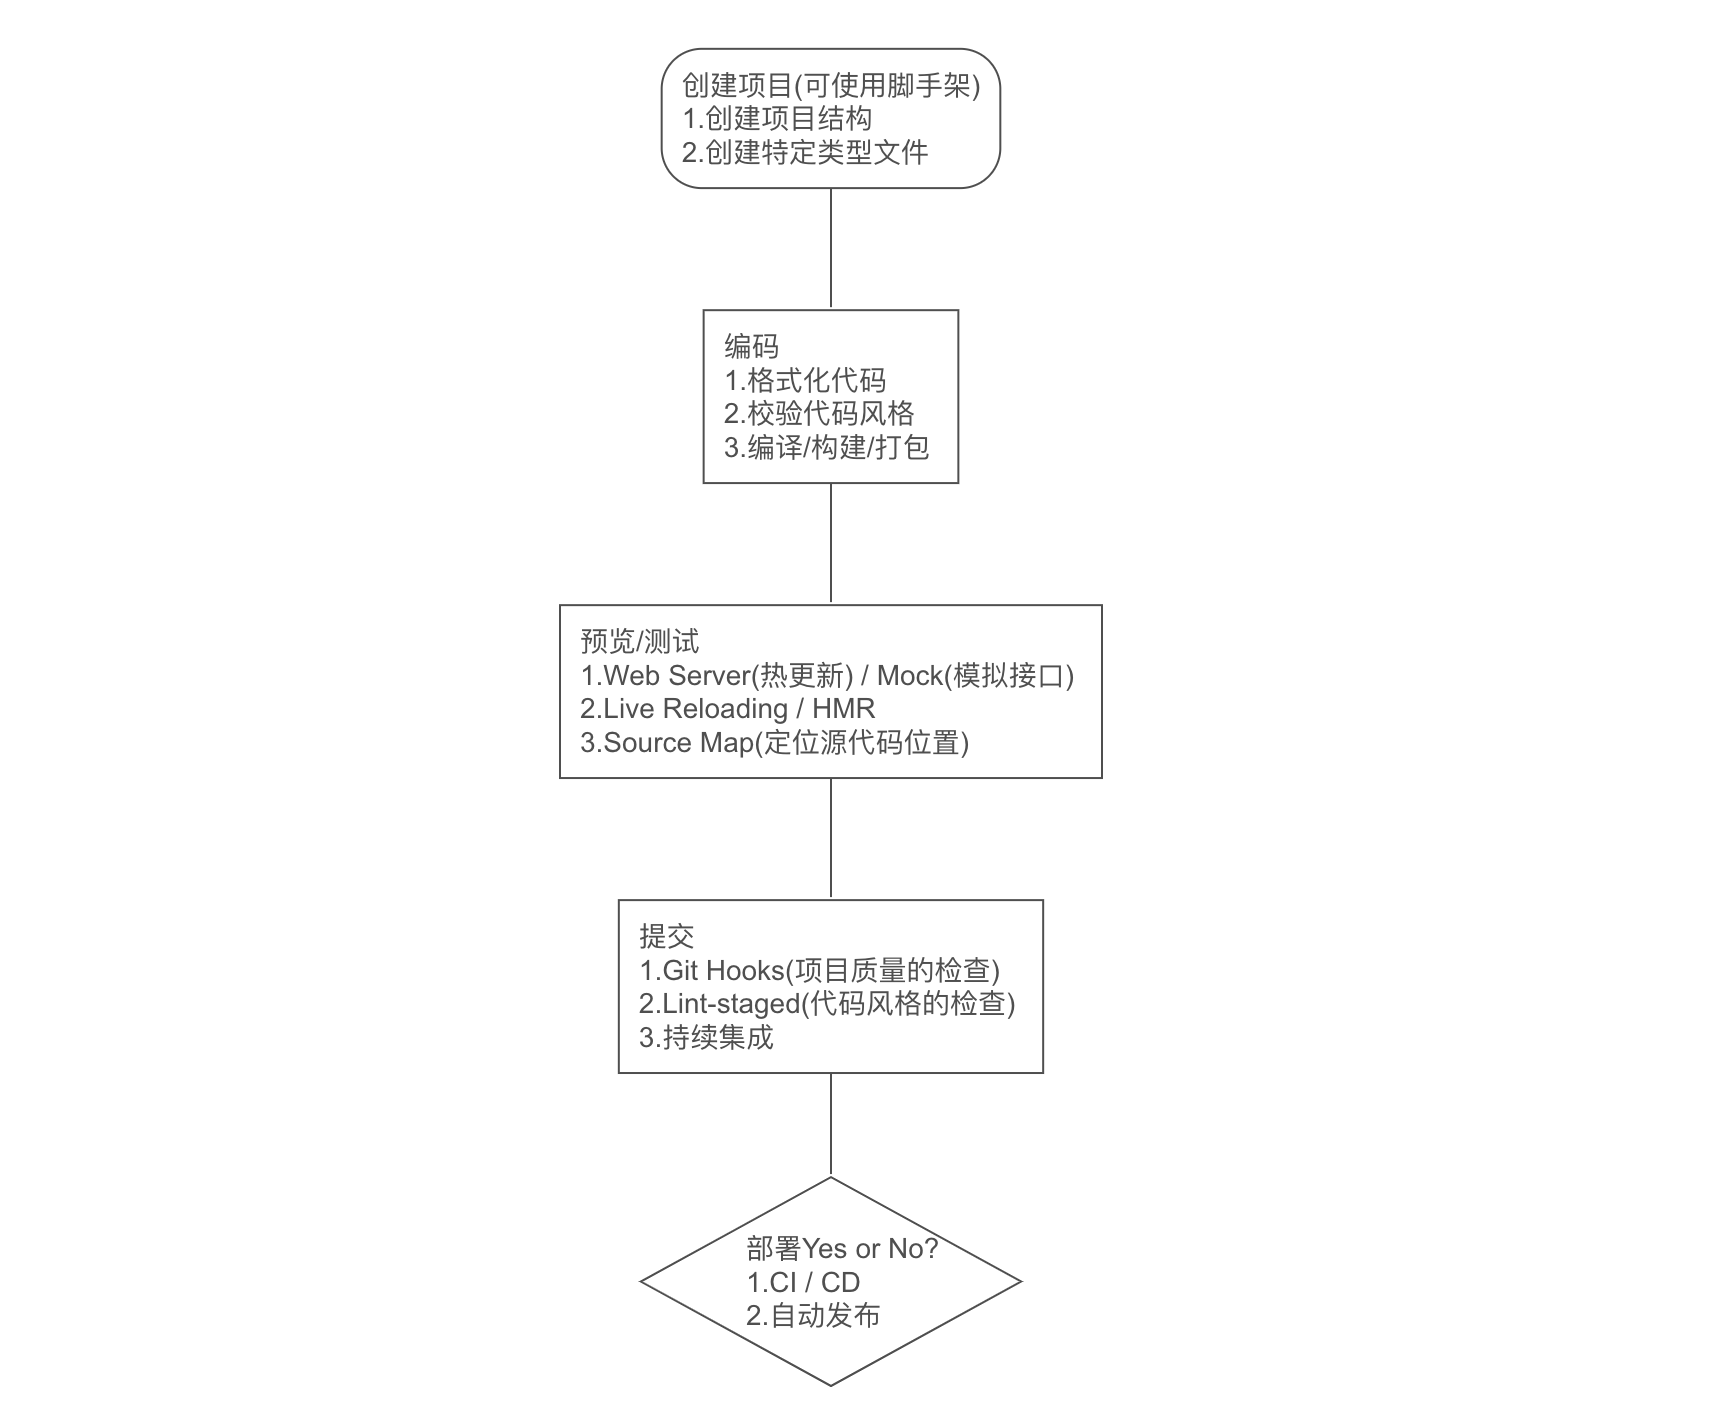 创建项目(可使用脚手架)
1.创建项目结构
2.创建特定类型文件
编码
1.格式化代码
2.校验代码风格
3.编译/构建/打包
预览/测试
1.Web Server(热更新) / Mock(模拟接口)
2.Live Reloading / HMR
3.Source Map(定位源代码位置)
提交
1.Git Hooks(项目质量的检查)
2.Lint-staged(代码风格的检查)
3.持续集成
部署Yes or No?
1.CI / CD
2.自动发布